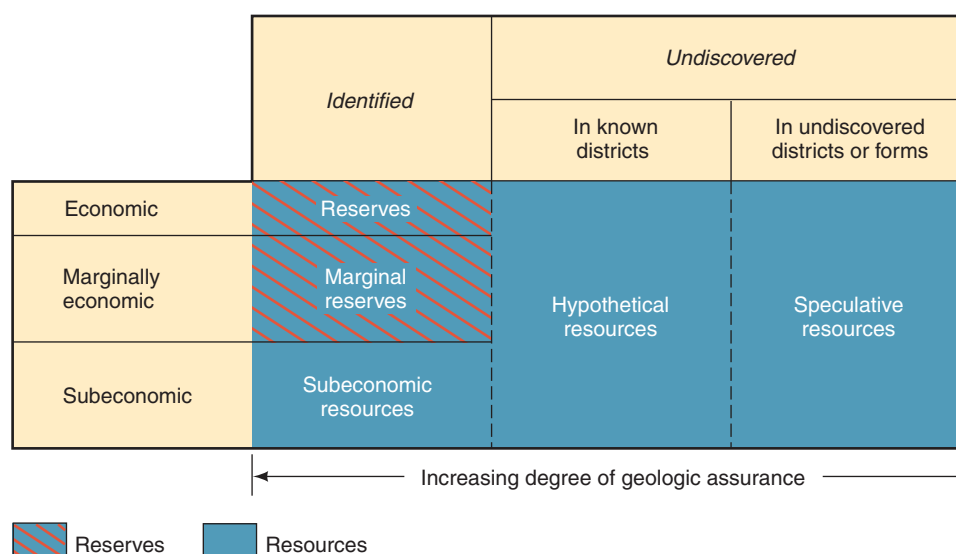 Identified
Undiscovered
In known
districts
In undiscovered
districts or forms
Economic
Reserves
Marginally
economic
Marginal
reserves
Hypothetical
resources
Speculative
resources
Subeconomic
Subeconomic
resources
Increasing degree of geologic assurance
Reserves
Resources